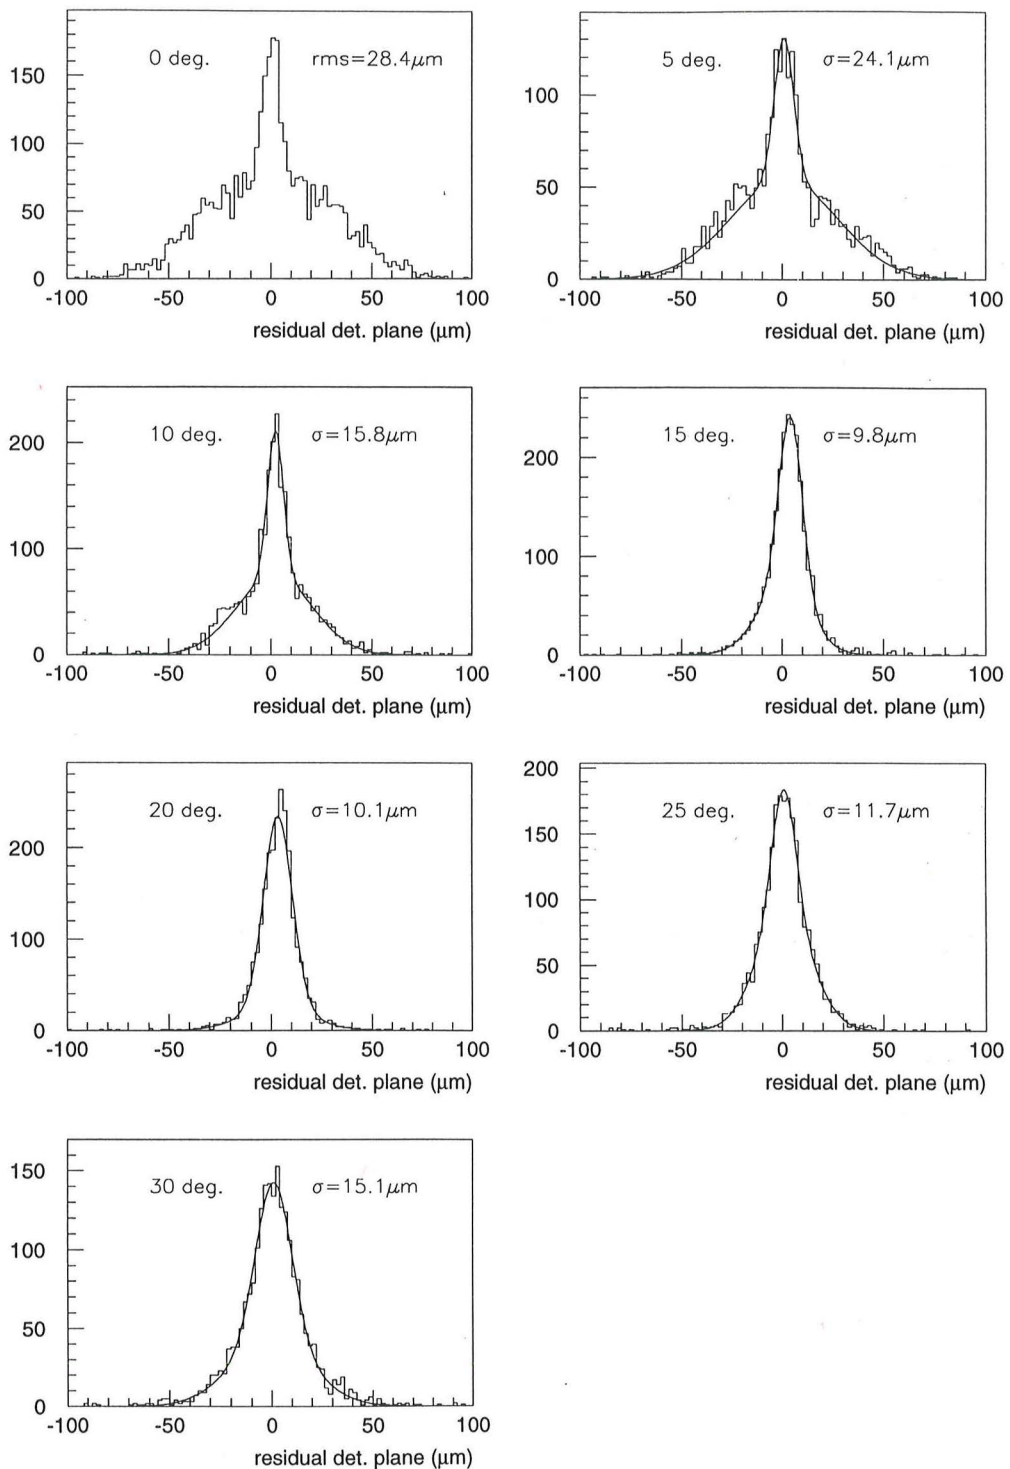 0 deg. rms=28.4μm
150
100
50
0
-100 -50 0 50 100
residual det. plane (μm)
5 deg. σ=24.1μm
100
50
0
-100 -50 0 50 100
residual det. plane (μm)
10 deg. σ=15.8μm
200
100
0
-100 -50 0 50 100
residual det. plane (μm)
15 deg. σ=9.8μm
200
100
0
-100 -50 0 50 100
residual det. plane (μm)
20 deg. σ=10.1μm
200
100
0
-100 -50 0 50 100
residual det. plane (μm)
200
25 deg. σ=11.7μm
150
100
50
0
-100 -50 0 50 100
residual det. plane (μm)
150
30 deg. σ=15.1μm
100
50
0
-100 -50 0 50 100
residual det. plane (μm)